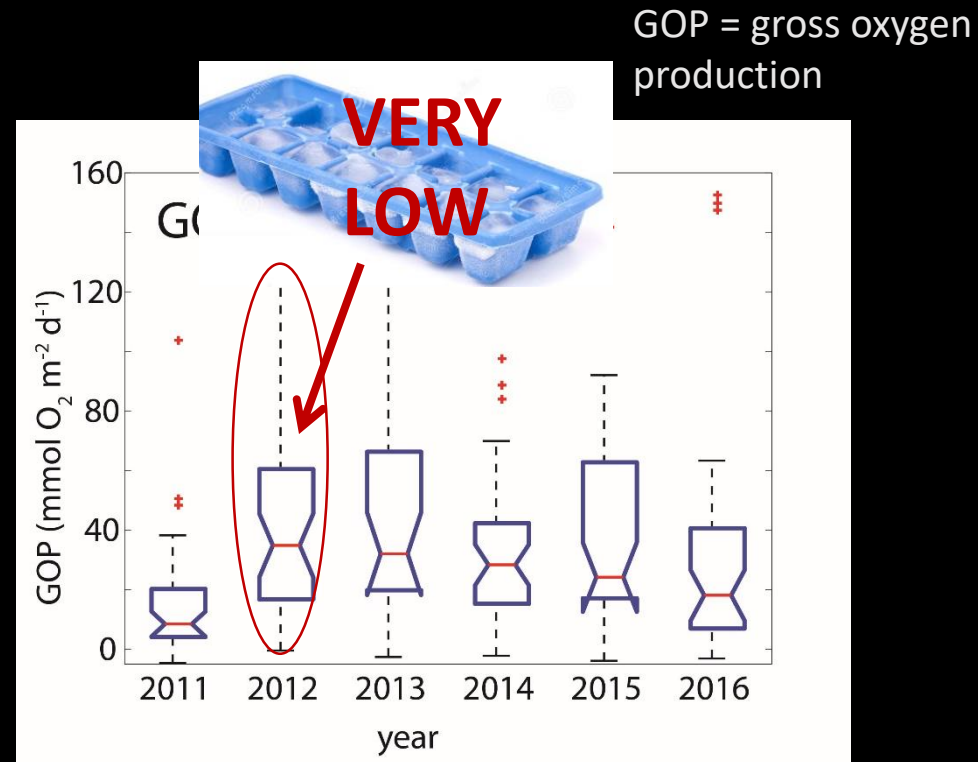 GOP = gross oxygen
production
VERY
LOW
160
120
80
40
0
GOP (mmol O₂ m⁻² d⁻¹)
2011 2012 2013 2014 2015 2016
year